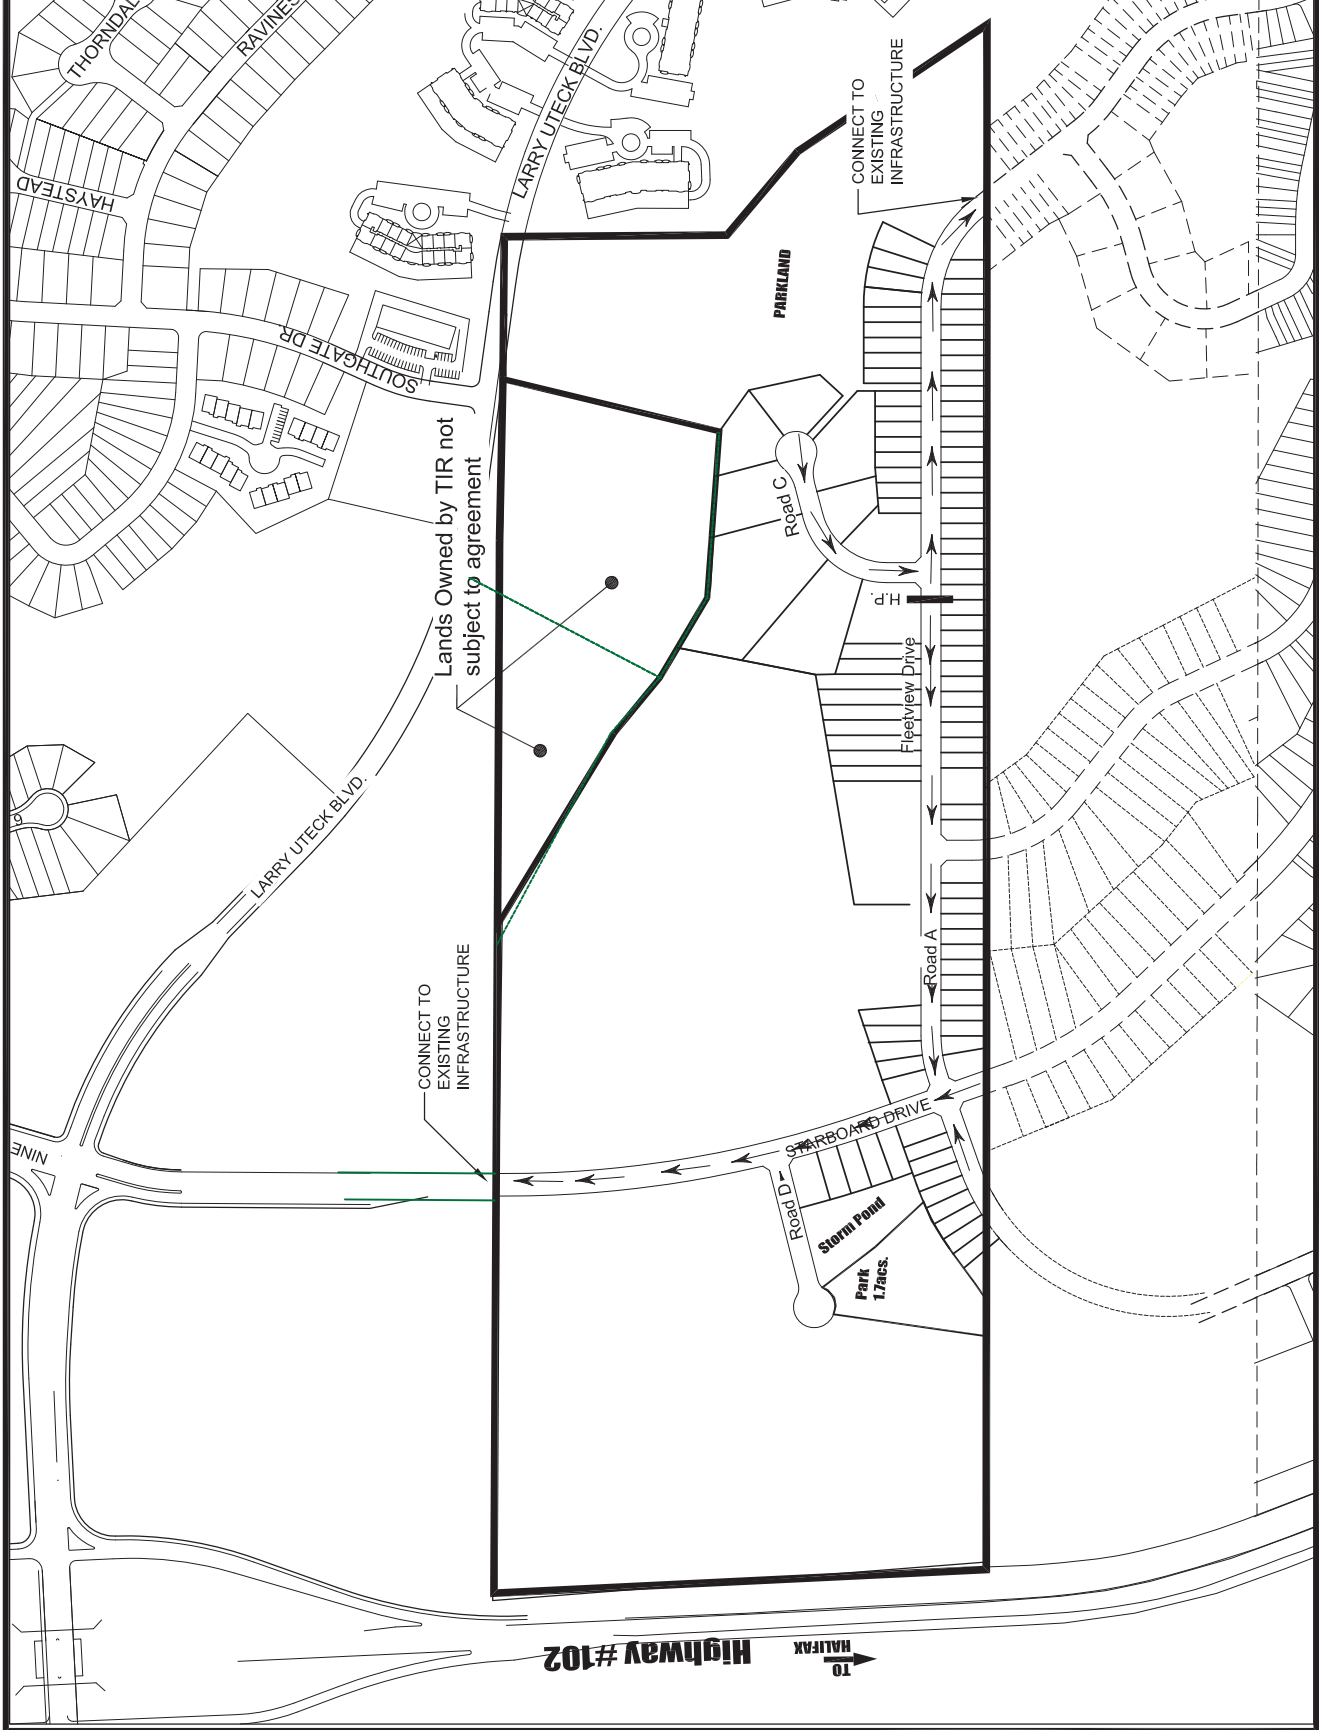 THORNDAL
RAVINES
HAYSTEAD
LARRY UTECK BLVD.
SOUTHGATE DR
CONNECT TO
EXISTING
INFRASTRUCTURE
PARKLAND
Lands Owned by TIR not
subject to agreement
Road C
H.P.
Fleetview Drive
LARRY UTECK BLVD.
9
CONNECT TO
EXISTING
INFRASTRUCTURE
Road A
NINE
STARBOARD DRIVE
Road D
Storm Pond
Park
1.7acs.
Highway #102
TO
HALIFAX